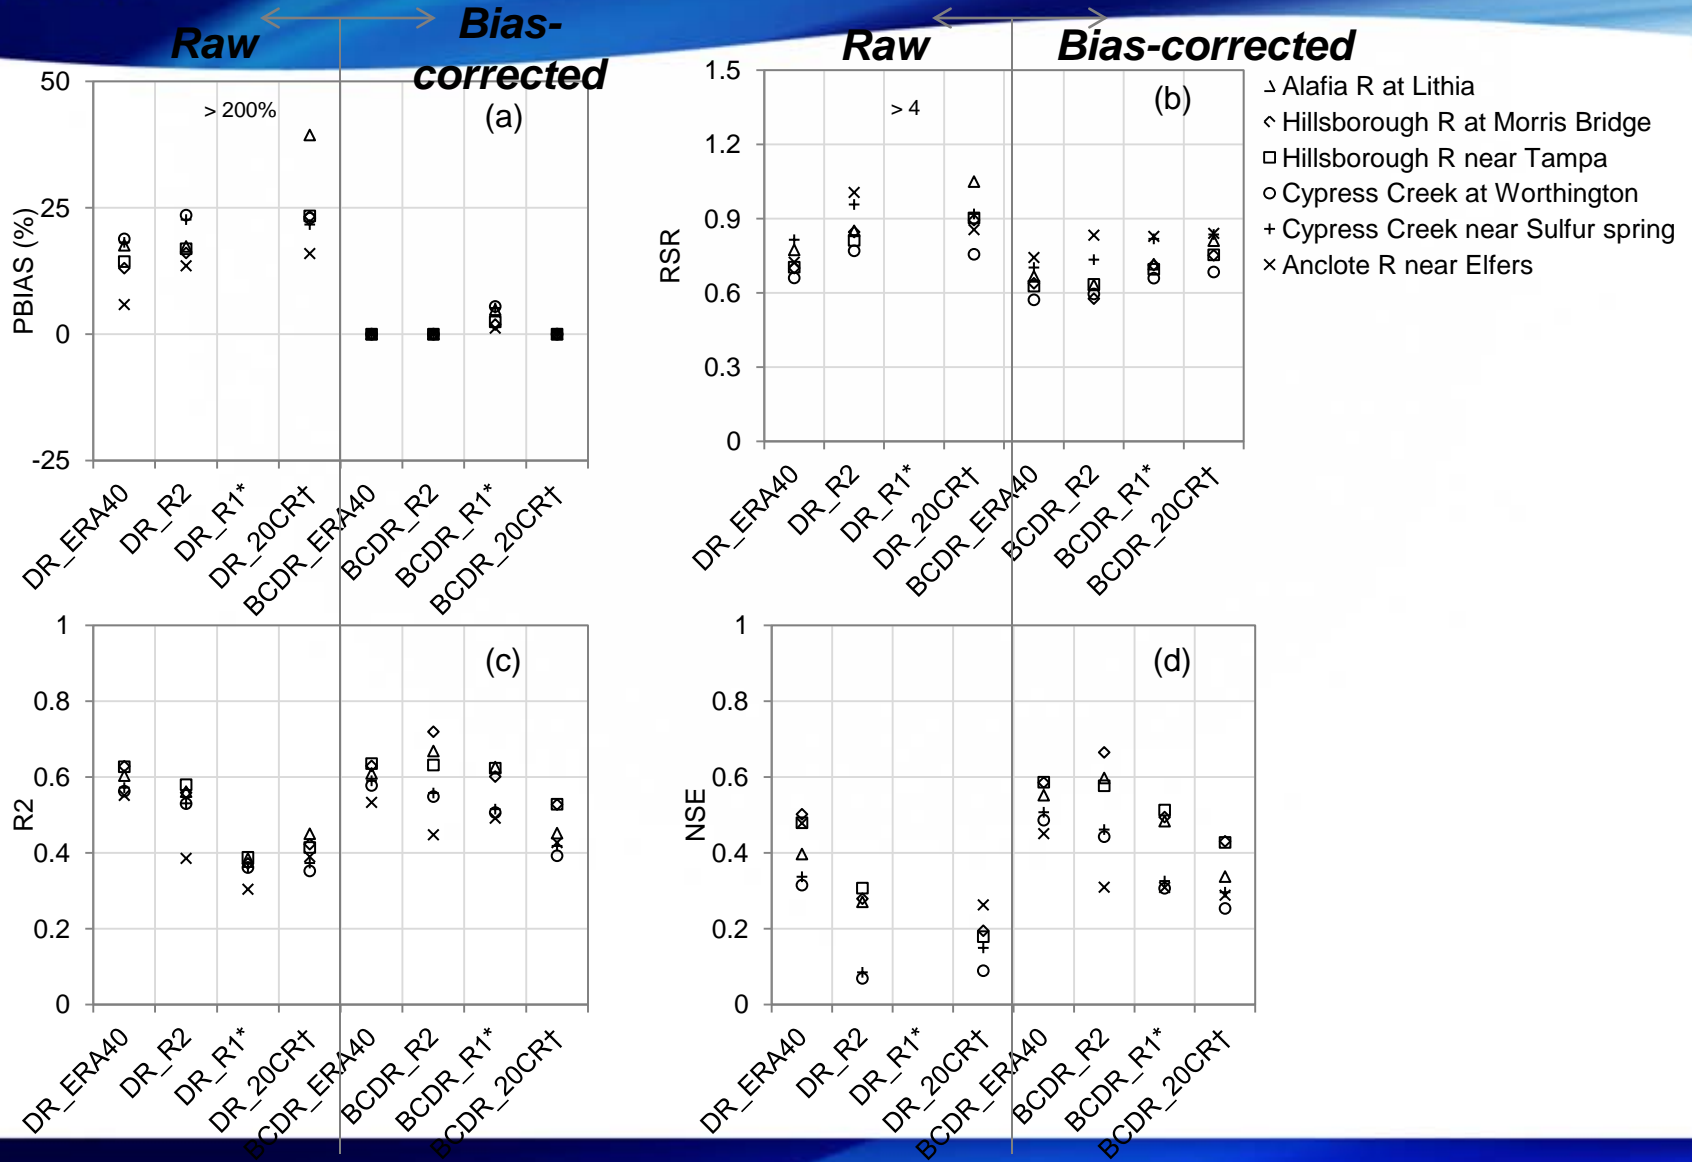 Raw
Bias-
corrected
Raw
Bias-corrected
50
25
0
-25
PBIAS (%)
> 200%
(a)
DR_ERA40
DR_R2
DR_R1*
DR_20CR†
BCDR_ERA40
BCDR_R2
BCDR_R1*
BCDR_20CR†
1.5
1.2
0.9
0.6
0.3
0
RSR
> 4
(b)
DR_ERA40
DR_R2
DR_R1*
DR_20CR†
BCDR_ERA40
BCDR_R2
BCDR_R1*
BCDR_20CR†
Alafia R at Lithia
Hillsborough R at Morris Bridge
Hillsborough R near Tampa
Cypress Creek at Worthington
Cypress Creek near Sulfur spring
Anclote R near Elfers
1
0.8
0.6
0.4
0.2
0
R2
(c)
DR_ERA40
DR_R2
DR_R1*
DR_20CR†
BCDR_ERA40
BCDR_R2
BCDR_R1*
BCDR_20CR†
1
0.8
0.6
0.4
0.2
0
NSE
(d)
DR_ERA40
DR_R2
DR_R1*
DR_20CR†
BCDR_ERA40
BCDR_R2
BCDR_R1*
BCDR_20CR†